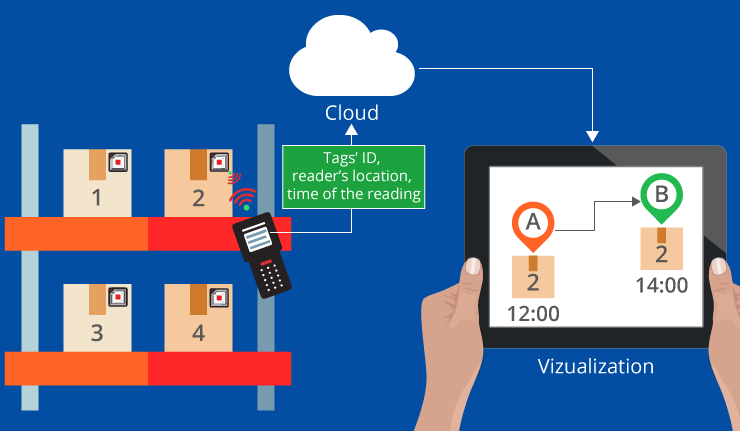 Cloud
Tags' ID,
reader's location,
time of the reading
1
2
3
4
A
B
2
2
12:00
14:00
Vizualization